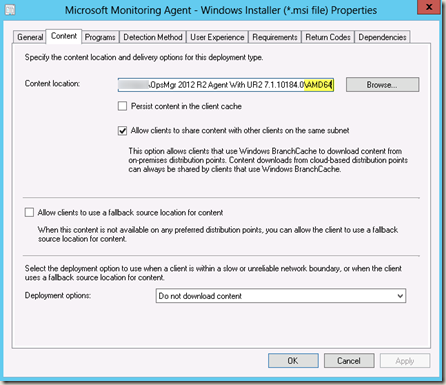 Microsoft Monitoring Agent - Windows Installer (*.msi file) Properties
x
General Content Programs Detection Method User Experience Requirements Return Codes Dependencies
Specify the content location and delivery options for this deployment type.
Content location: \OpsMgr 2012 R2 Agent With UR2 7.1.10184.0\AMD64 Browse...
Persist content in the client cache
Allow clients to share content with other clients on the same subnet
This option allows clients that use Windows BranchCache to download content from
on-premises distribution points. Content downloads from cloud-based distribution points
can always be shared by clients that use Windows BranchCache.
Allow clients to use a fallback source location for content
When this content is not available on any preferred distribution points, you can allow the client to use a fallback
source location for content.
Select the deployment option to use when a client is within a slow or unreliable network boundary, or when the client
uses a fallback source location for content.
Deployment options: Do not download content
OK Cancel Apply